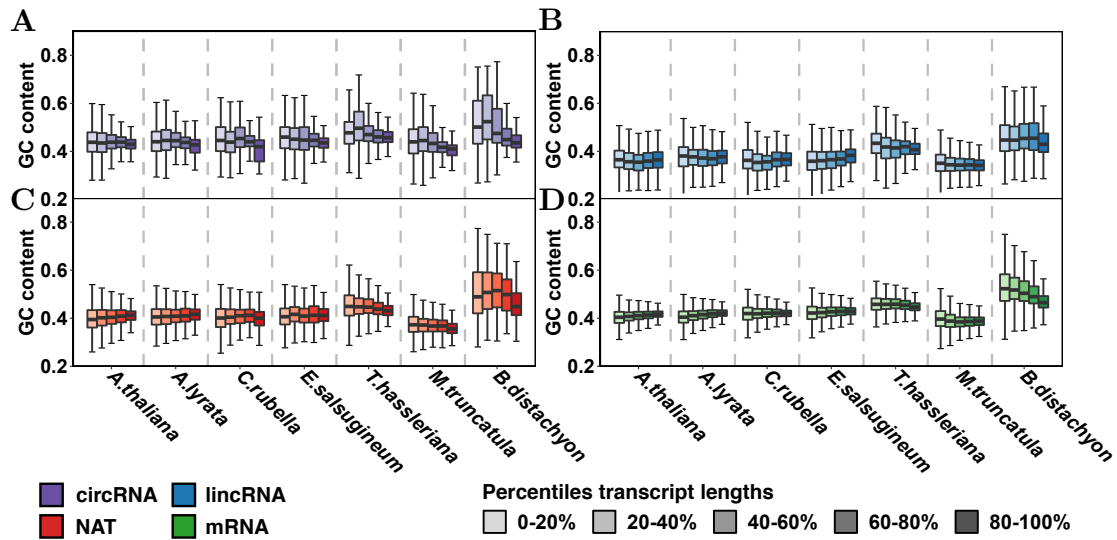 A
B
GC content
0.8
0.6
0.4
0.2
GC content
0.8
0.6
0.4
0.2
C
D
GC content
0.8
0.6
0.4
0.2
GC content
0.8
0.6
0.4
0.2
A.thaliana
A.lyrata
C.rubella
E.salsugineum
T.hassleriana
M.truncatula
B.distachyon
A.thaliana
A.lyrata
C.rubella
E.salsugineum
T.hassleriana
M.truncatula
B.distachyon
circRNA lincRNA
NAT mRNA
Percentiles transcript lengths
0-20% 20-40% 40-60% 60-80% 80-100%